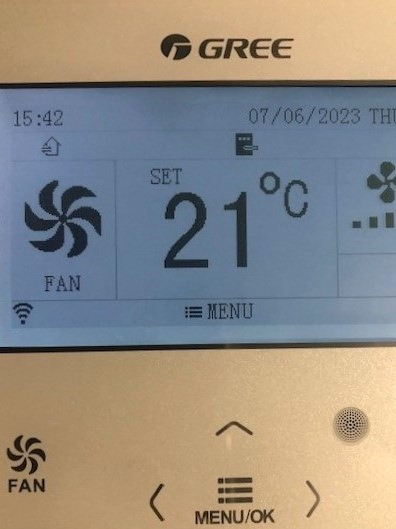 GREE
15:42 07/06/2023 THU
SET
21°C
FAN
MENU
FAN
MENU/OK